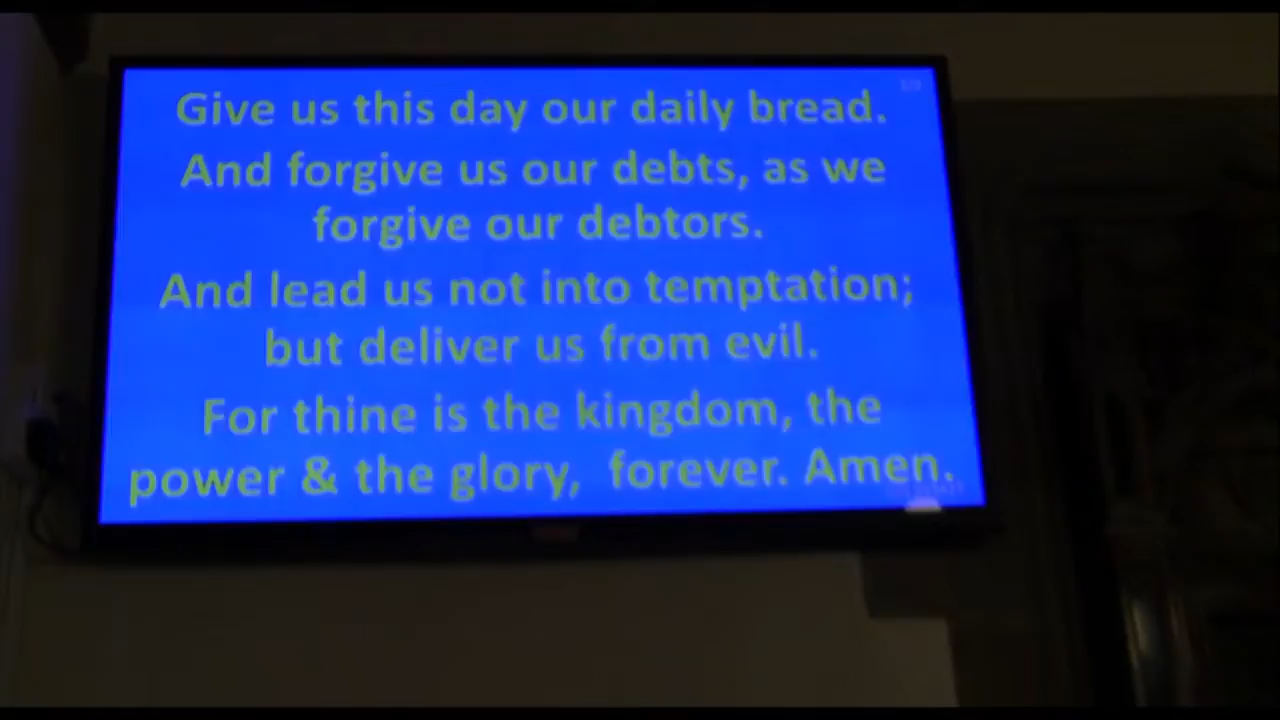 Give us this day our daily bread.
And forgive us our debts, as we
forgive our debtors.
And lead us not into temptation;
but deliver us from evil.
For thine is the kingdom, the
power & the glory, forever. Amen.